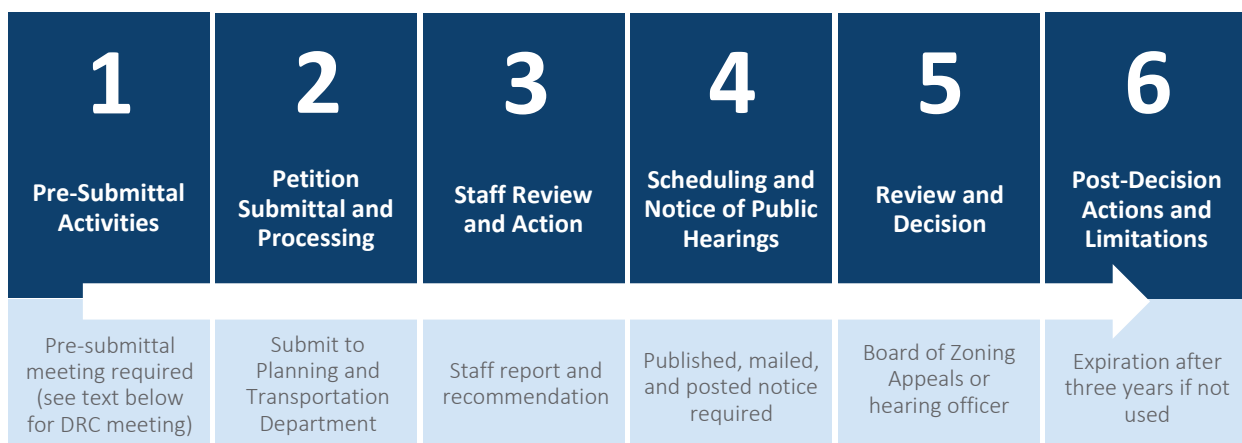 1
Pre-Submittal
Activities
Pre-submittal
meeting required
(see text below
for DRC meeting)
2
Petition
Submittal and
Processing
Submit to
Planning and
Transportation
Department
3
Staff Review
and Action
Staff report and
recommendation
4
Scheduling and
Notice of Public
Hearings
Published, mailed,
and posted notice
required
5
Review and
Decision
Board of Zoning
Appeals or
hearing officer
6
Post-Decision
Actions and
Limitations
Expiration after
three years if not
used